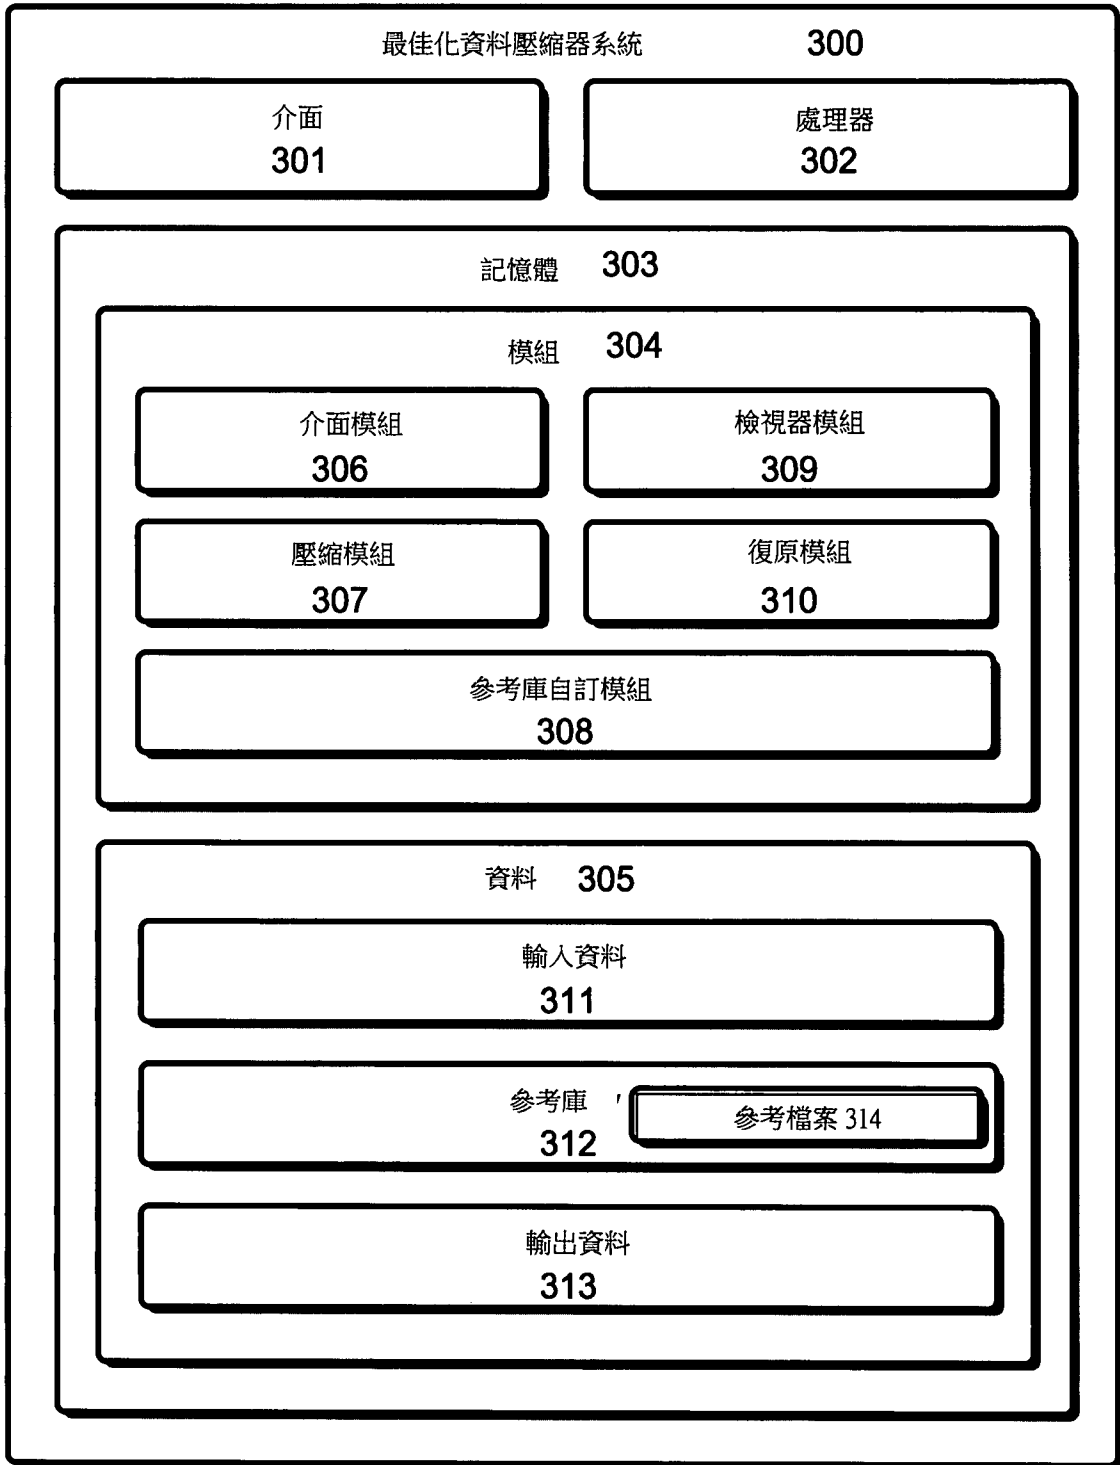 最佳化資料壓縮器系統 300
介面
301
處理器
302
記憶體 303
模組 304
介面模組
306
檢視器模組
309
壓縮模組
307
復原模組
310
參考庫自訂模組
308
資料 305
輸入資料
311
參考庫
312
參考檔案 314
輸出資料
313